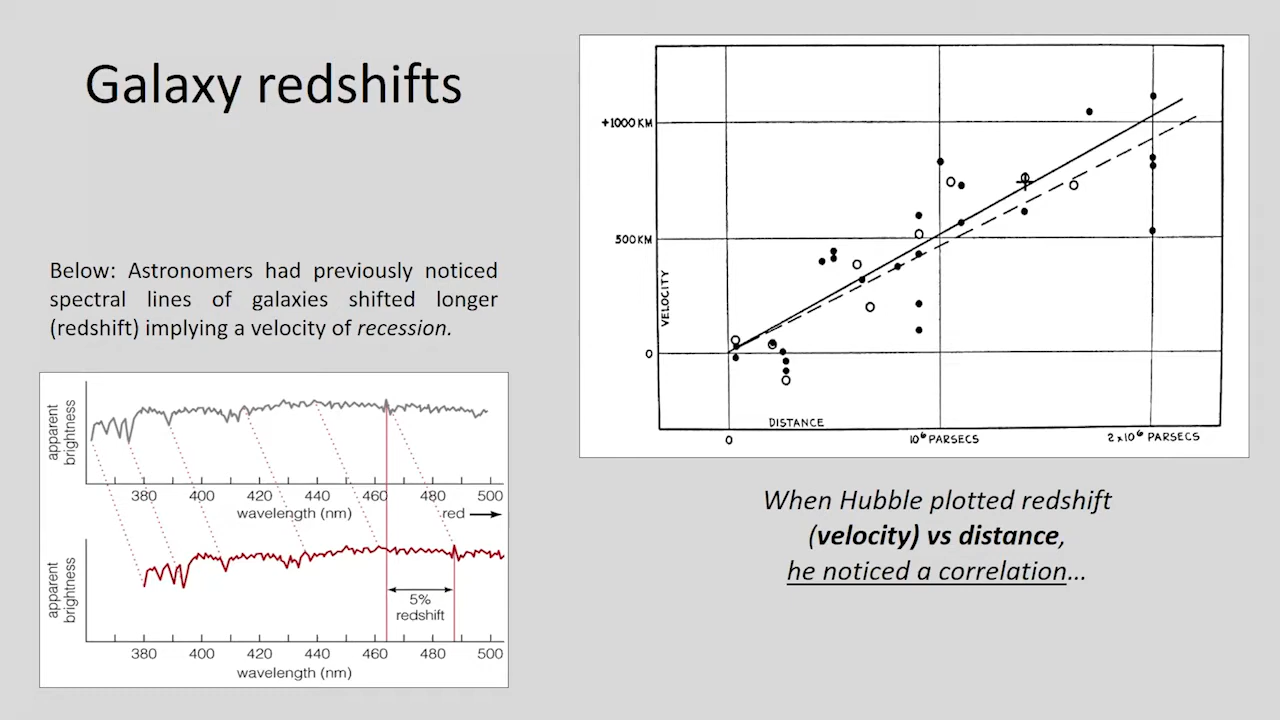 Galaxy redshifts
Below: Astronomers had previously noticed
spectral lines of galaxies shifted longer
(redshift) implying a velocity of recession.
apparent brightness
380 400 420 440 460 480 500
wavelength (nm)
red
apparent brightness
5%
redshift
380 400 420 440 460 480 500
wavelength (nm)
+1000 KM
500 KM
0
VELOCITY
DISTANCE
0
10⁶ PARSECS
2×10⁶ PARSECS
When Hubble plotted redshift
(velocity) vs distance,
he noticed a correlation...